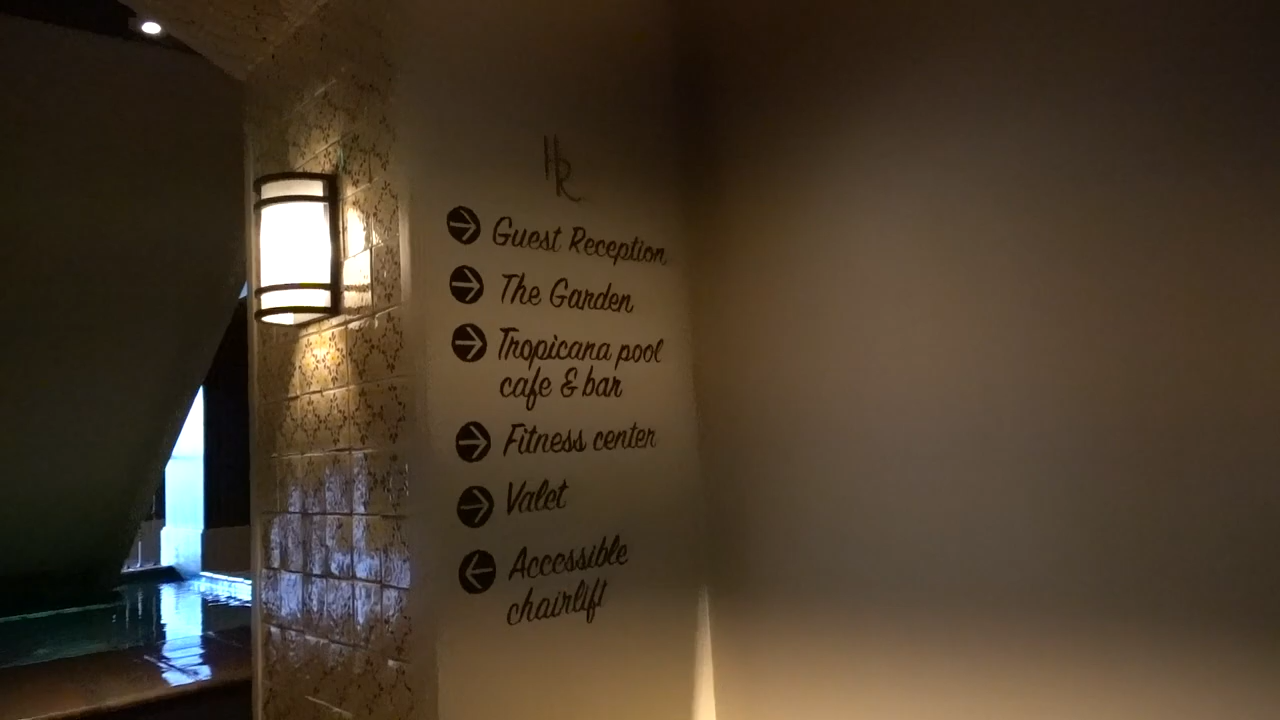 HR
Guest Reception
The Garden
Tropicana pool
cafe & bar
Fitness center
Valet
Accessible
chairlift